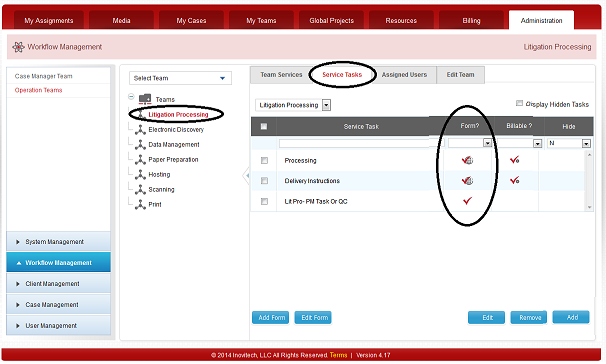 My Assignments Media My Cases My Teams Global Projects Resources Billing Administration
Workflow Management Litigation Processing
Case Manager Team
Operation Teams
System Management
Workflow Management
Client Management
Case Management
User Management
Select Team
Teams
Litigation Processing
Electronic Discovery
Data Management
Paper Preparation
Hosting
Scanning
Print
Team Services Service Tasks Assigned Users Edit Team
Litigation Processing Display Hidden Tasks
Service Task Form? Billable ? Hide
N
Processing
Delivery Instructions
Lit Pro- PM Task Or QC
Add Form Edit Form Edit Remove Add
© 2014 Inovitech, LLC All Rights Reserved. Terms | Version 4.17